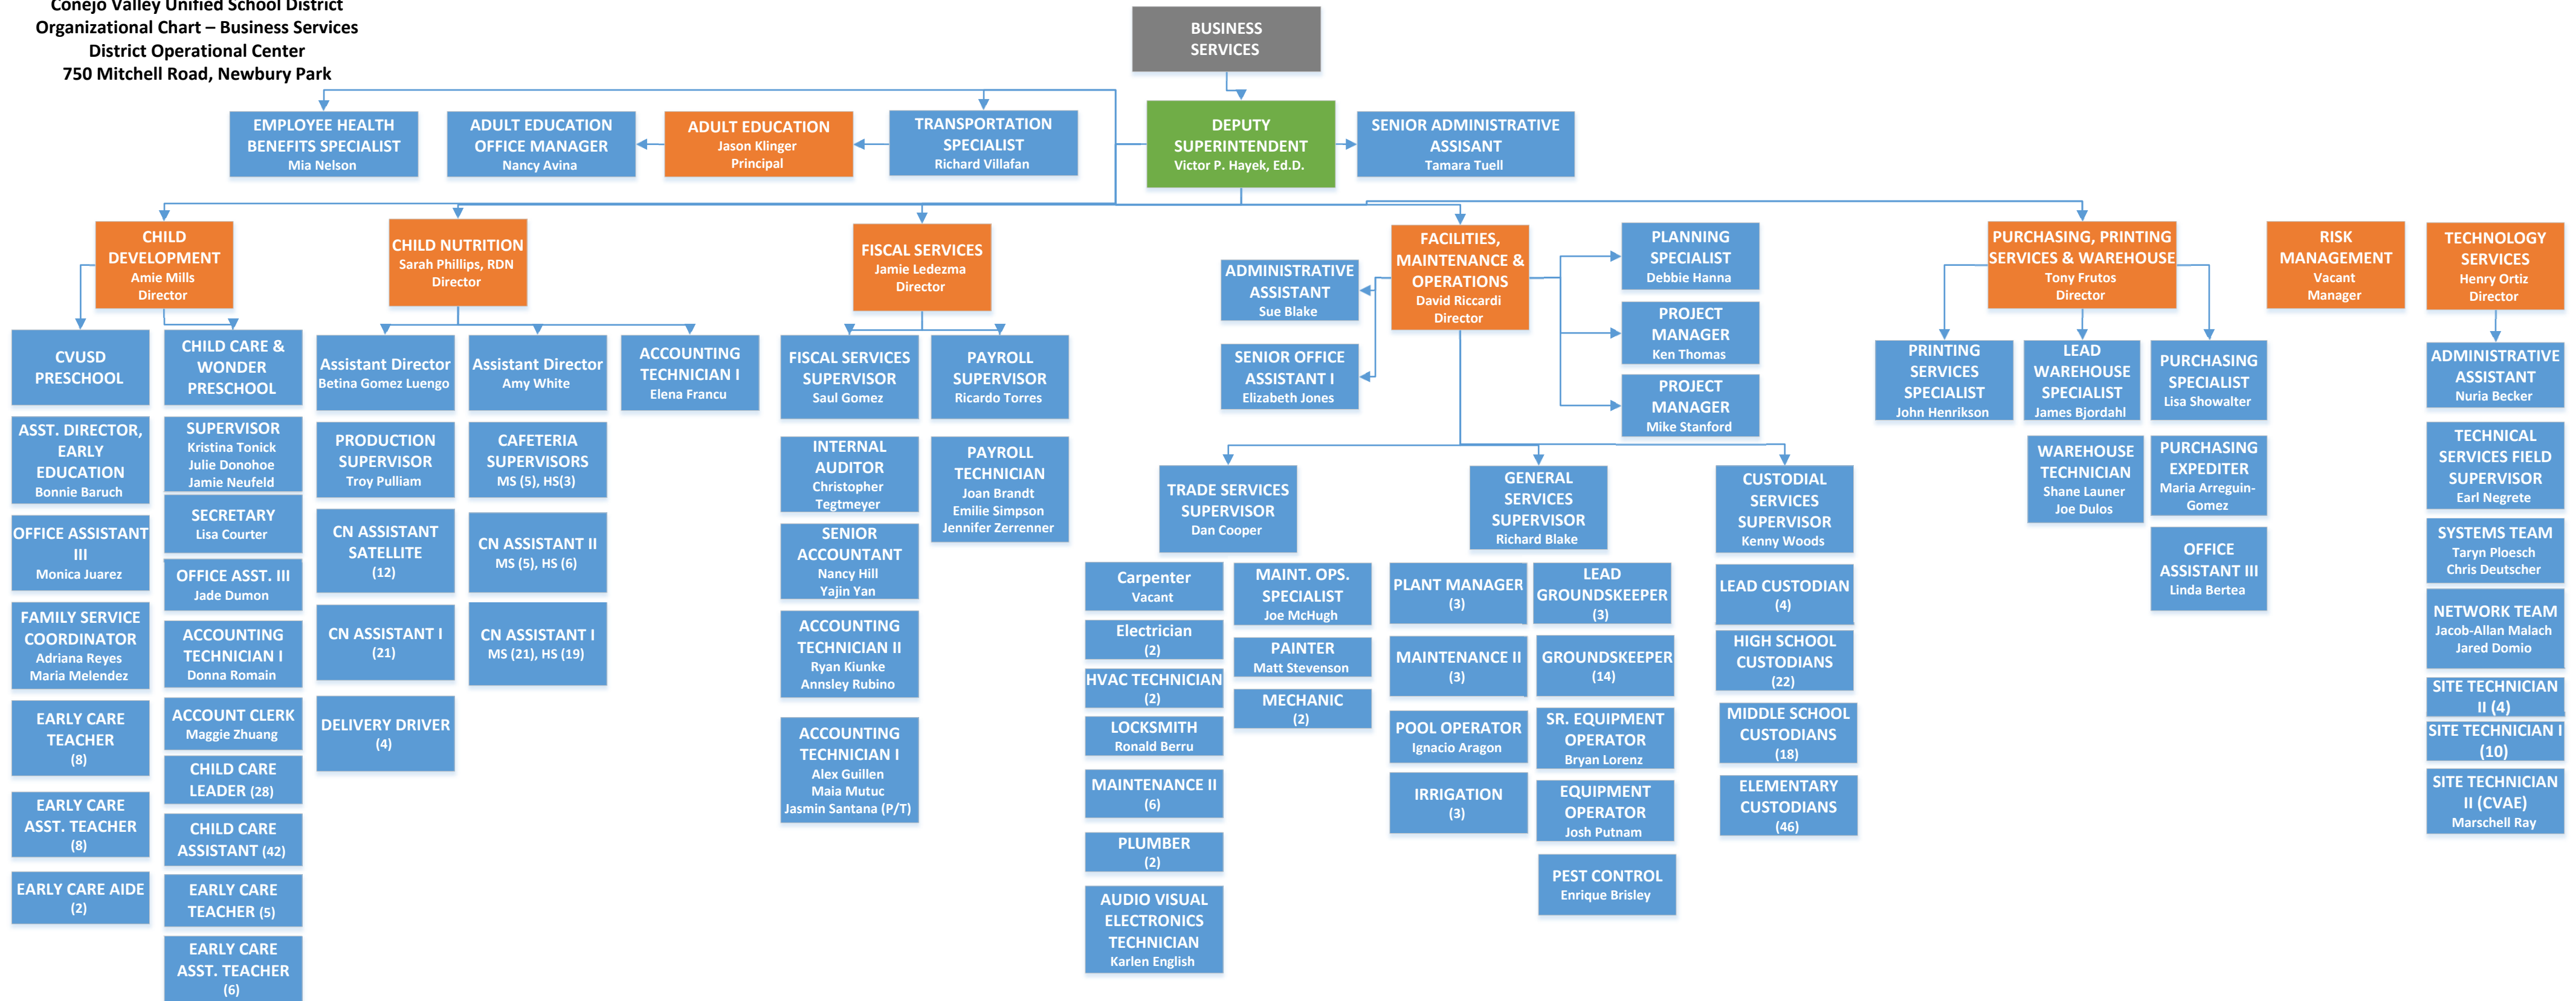 Conejo Valley Unified School District
Organizational Chart – Business Services
District Operational Center
750 Mitchell Road, Newbury Park
BUSINESS
SERVICES
EMPLOYEE HEALTH
BENEFITS SPECIALIST
Mia Nelson
ADULT EDUCATION
OFFICE MANAGER
Nancy Avina
ADULT EDUCATION
Jason Klinger
Principal
TRANSPORTATION
SPECIALIST
Richard Villafan
DEPUTY
SUPERINTENDENT
Victor P. Hayek, Ed.D.
SENIOR ADMINISTRATIVE
ASSISANT
Tamara Tuell
CHILD
DEVELOPMENT
Amie Mills
Director
CVUSD
PRESCHOOL
ASST. DIRECTOR,
EARLY
EDUCATION
Bonnie Baruch
OFFICE ASSISTANT
III
Monica Juarez
FAMILY SERVICE
COORDINATOR
Adriana Reyes
Maria Melendez
EARLY CARE
TEACHER
(8)
EARLY CARE
ASST. TEACHER
(8)
EARLY CARE AIDE
(2)
CHILD CARE &
WONDER
PRESCHOOL
SUPERVISOR
Kristina Tonick
Julie Donohoe
Jamie Neufeld
SECRETARY
Lisa Courter
OFFICE ASST. III
Jade Dumon
ACCOUNTING
TECHNICIAN I
Donna Romain
ACCOUNT CLERK
Maggie Zhuang
CHILD CARE
LEADER (28)
CHILD CARE
ASSISTANT (42)
EARLY CARE
TEACHER (5)
EARLY CARE
ASST. TEACHER
(6)
CHILD NUTRITION
Sarah Phillips, RDN
Director
Assistant Director
Betina Gomez Luengo
PRODUCTION
SUPERVISOR
Troy Pulliam
CN ASSISTANT
SATELLITE
(12)
CN ASSISTANT I
(21)
DELIVERY DRIVER
(4)
Assistant Director
Amy White
CAFETERIA
SUPERVISORS
MS (5), HS(3)
CN ASSISTANT II
MS (5), HS (6)
CN ASSISTANT I
MS (21), HS (19)
ACCOUNTING
TECHNICIAN I
Elena Francu
FISCAL SERVICES
Jamie Ledezma
Director
FISCAL SERVICES
SUPERVISOR
Saul Gomez
INTERNAL
AUDITOR
Christopher
Tegtmeyer
SENIOR
ACCOUNTANT
Nancy Hill
Yajin Yan
ACCOUNTING
TECHNICIAN II
Ryan Kiunke
Annsley Rubino
ACCOUNTING
TECHNICIAN I
Alex Guillen
Maia Mutuc
Jasmin Santana (P/T)
PAYROLL
SUPERVISOR
Ricardo Torres
PAYROLL
TECHNICIAN
Joan Brandt
Emilie Simpson
Jennifer Zerrenner
FACILITIES,
MAINTENANCE &
OPERATIONS
David Riccardi
Director
ADMINISTRATIVE
ASSISTANT
Sue Blake
SENIOR OFFICE
ASSISTANT I
Elizabeth Jones
PLANNING
SPECIALIST
Debbie Hanna
PROJECT
MANAGER
Ken Thomas
PROJECT
MANAGER
Mike Stanford
TRADE SERVICES
SUPERVISOR
Dan Cooper
Carpenter
Vacant
Electrician
(2)
HVAC TECHNICIAN
(2)
LOCKSMITH
Ronald Berru
MAINTENANCE II
(6)
PLUMBER
(2)
AUDIO VISUAL
ELECTRONICS
TECHNICIAN
Karlen English
MAINT. OPS.
SPECIALIST
Joe McHugh
PAINTER
Matt Stevenson
MECHANIC
(2)
GENERAL
SERVICES
SUPERVISOR
Richard Blake
PLANT MANAGER
(3)
MAINTENANCE II
(3)
POOL OPERATOR
Ignacio Aragon
IRRIGATION
(3)
LEAD
GROUNDSKEEPER
(3)
GROUNDSKEEPER
(14)
SR. EQUIPMENT
OPERATOR
Bryan Lorenz
EQUIPMENT
OPERATOR
Josh Putnam
PEST CONTROL
Enrique Brisley
CUSTODIAL
SERVICES
SUPERVISOR
Kenny Woods
LEAD CUSTODIAN
(4)
HIGH SCHOOL
CUSTODIANS
(22)
MIDDLE SCHOOL
CUSTODIANS
(18)
ELEMENTARY
CUSTODIANS
(46)
PURCHASING, PRINTING
SERVICES & WAREHOUSE
Tony Frutos
Director
PRINTING
SERVICES
SPECIALIST
John Henrikson
LEAD
WAREHOUSE
SPECIALIST
James Bjordahl
WAREHOUSE
TECHNICIAN
Shane Launer
Joe Dulos
PURCHASING
SPECIALIST
Lisa Showalter
PURCHASING
EXPEDITER
Maria Arreguin-
Gomez
OFFICE
ASSISTANT III
Linda Bertea
RISK
MANAGEMENT
Vacant
Manager
TECHNOLOGY
SERVICES
Henry Ortiz
Director
ADMINISTRATIVE
ASSISTANT
Nuria Becker
TECHNICAL
SERVICES FIELD
SUPERVISOR
Earl Negrete
SYSTEMS TEAM
Taryn Ploesch
Chris Deutscher
NETWORK TEAM
Jacob-Allan Malach
Jared Domio
SITE TECHNICIAN
II (4)
SITE TECHNICIAN I
(10)
SITE TECHNICIAN
II (CVAE)
Marschell Ray